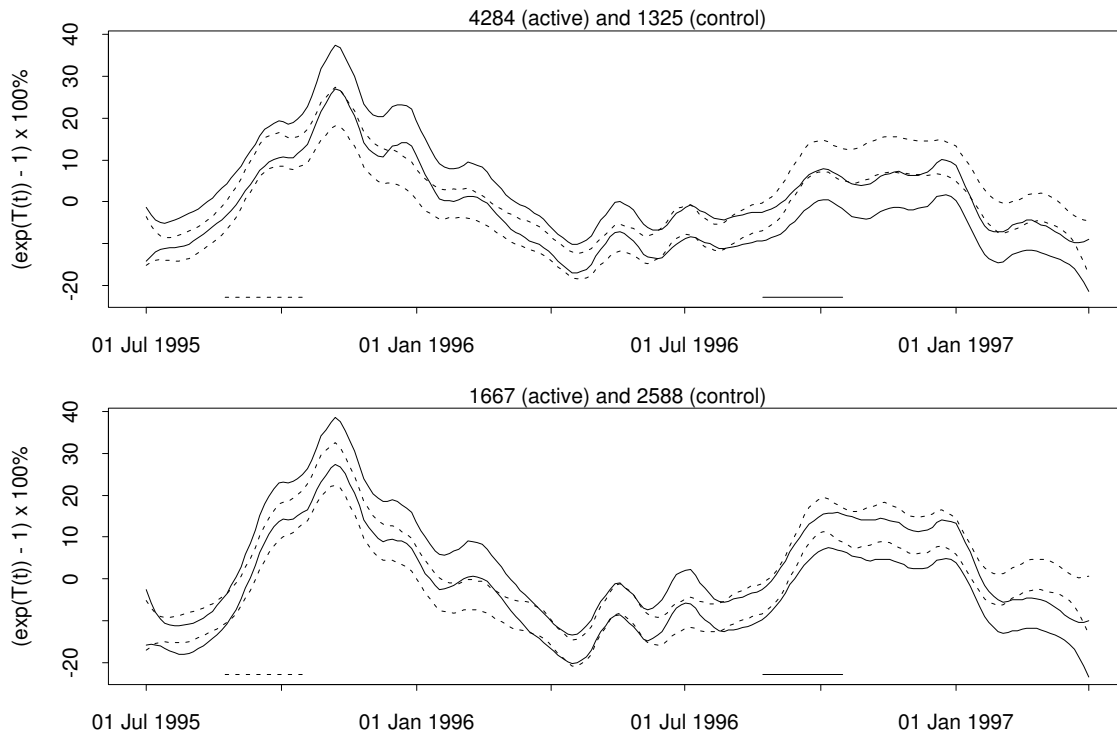 4284 (active) and 1325 (control)
(exp(T(t)) - 1) x 100%
40
30
20
10
0
-20
01 Jul 1995
01 Jan 1996
01 Jul 1996
01 Jan 1997
1667 (active) and 2588 (control)
(exp(T(t)) - 1) x 100%
40
30
20
10
0
-20
01 Jul 1995
01 Jan 1996
01 Jul 1996
01 Jan 1997